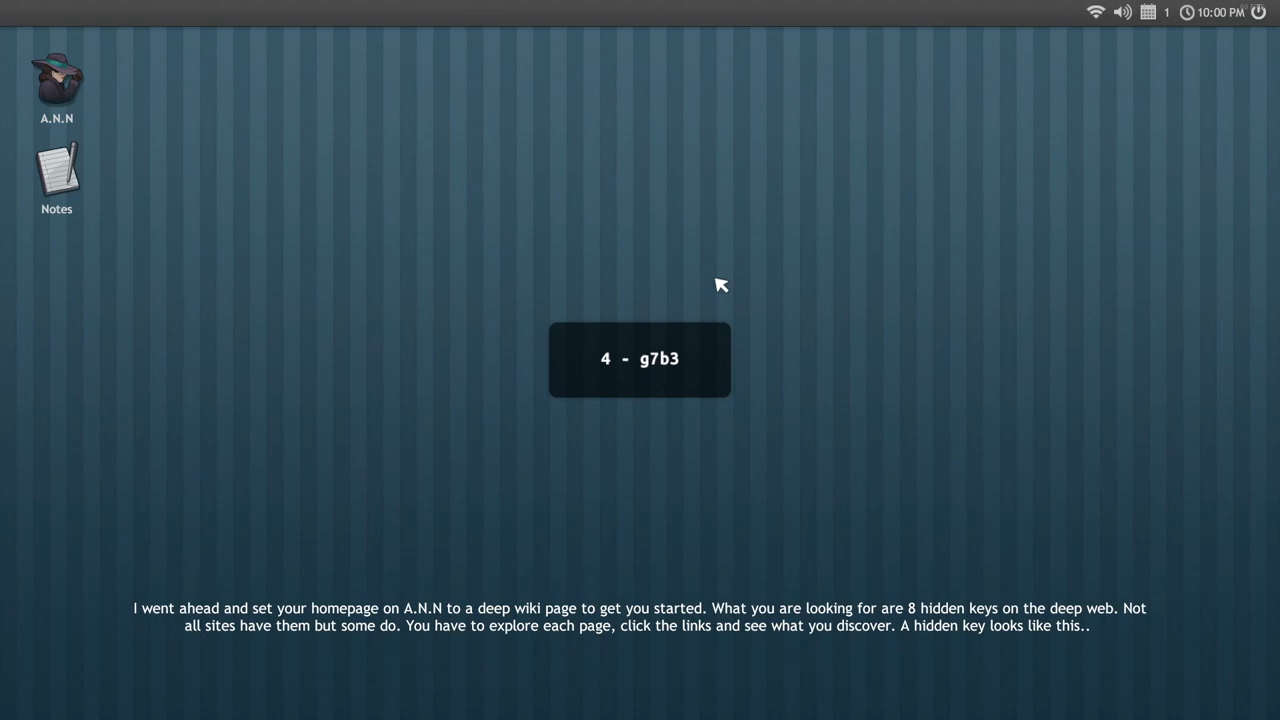 1 10:00 PM
A.N.N
Notes
4 - g7b3
I went ahead and set your homepage on A.N.N to a deep wiki page to get you started. What you are looking for are 8 hidden keys on the deep web. Not
all sites have them but some do. You have to explore each page, click the links and see what you discover. A hidden key looks like this..